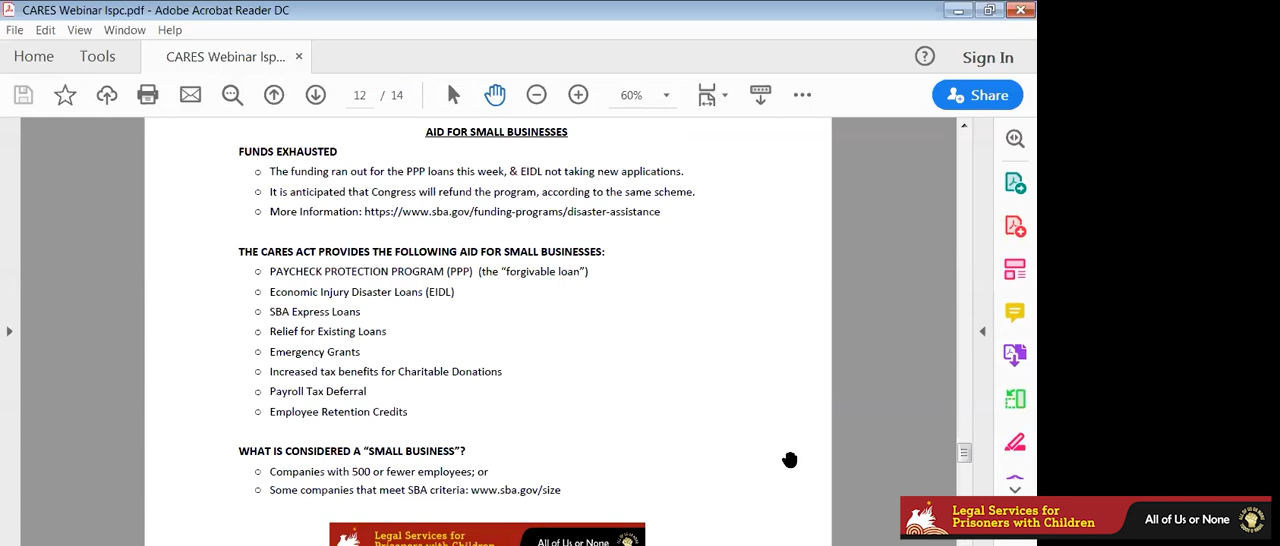 CARES Webinar lspc.pdf - Adobe Acrobat Reader DC
File Edit View Window Help
Home Tools CARES Webinar lsp... × Sign In
12 / 14 60% Share
AID FOR SMALL BUSINESSES
FUNDS EXHAUSTED
○ The funding ran out for the PPP loans this week, & EIDL not taking new applications.
○ It is anticipated that Congress will refund the program, according to the same scheme.
○ More Information: https://www.sba.gov/funding-programs/disaster-assistance
THE CARES ACT PROVIDES THE FOLLOWING AID FOR SMALL BUSINESSES:
○ PAYCHECK PROTECTION PROGRAM (PPP) (the “forgivable loan”)
○ Economic Injury Disaster Loans (EIDL)
○ SBA Express Loans
○ Relief for Existing Loans
○ Emergency Grants
○ Increased tax benefits for Charitable Donations
○ Payroll Tax Deferral
○ Employee Retention Credits
WHAT IS CONSIDERED A “SMALL BUSINESS”?
○ Companies with 500 or fewer employees; or
○ Some companies that meet SBA criteria: www.sba.gov/size
Legal Services for
Prisoners with Children
All of Us or None
Legal Services for
Prisoners with Children
All of Us or None